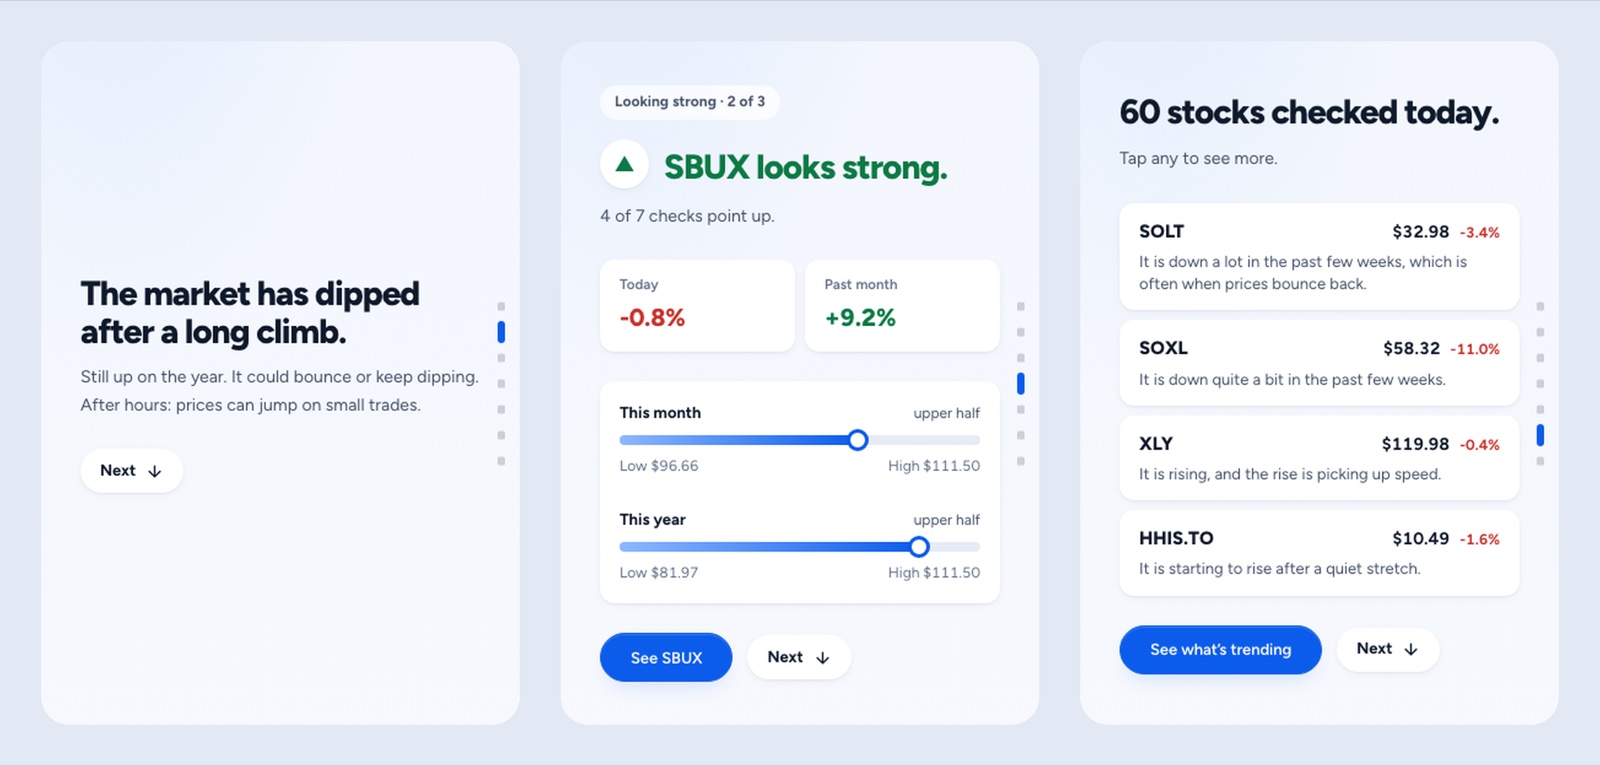 The market has dipped
after a long climb.
Still up on the year. It could bounce or keep dipping.
After hours: prices can jump on small trades.
Next ↓
Looking strong · 2 of 3
SBUX looks strong.
4 of 7 checks point up.
Today
-0.8%
Past month
+9.2%
This month upper half
Low $96.66 High $111.50
This year upper half
Low $81.97 High $111.50
See SBUX
Next ↓
60 stocks checked today.
Tap any to see more.
SOLT $32.98 -3.4%
It is down a lot in the past few weeks, which is
often when prices bounce back.
SOXL $58.32 -11.0%
It is down quite a bit in the past few weeks.
XLY $119.98 -0.4%
It is rising, and the rise is picking up speed.
HHIS.TO $10.49 -1.6%
It is starting to rise after a quiet stretch.
See what’s trending
Next ↓